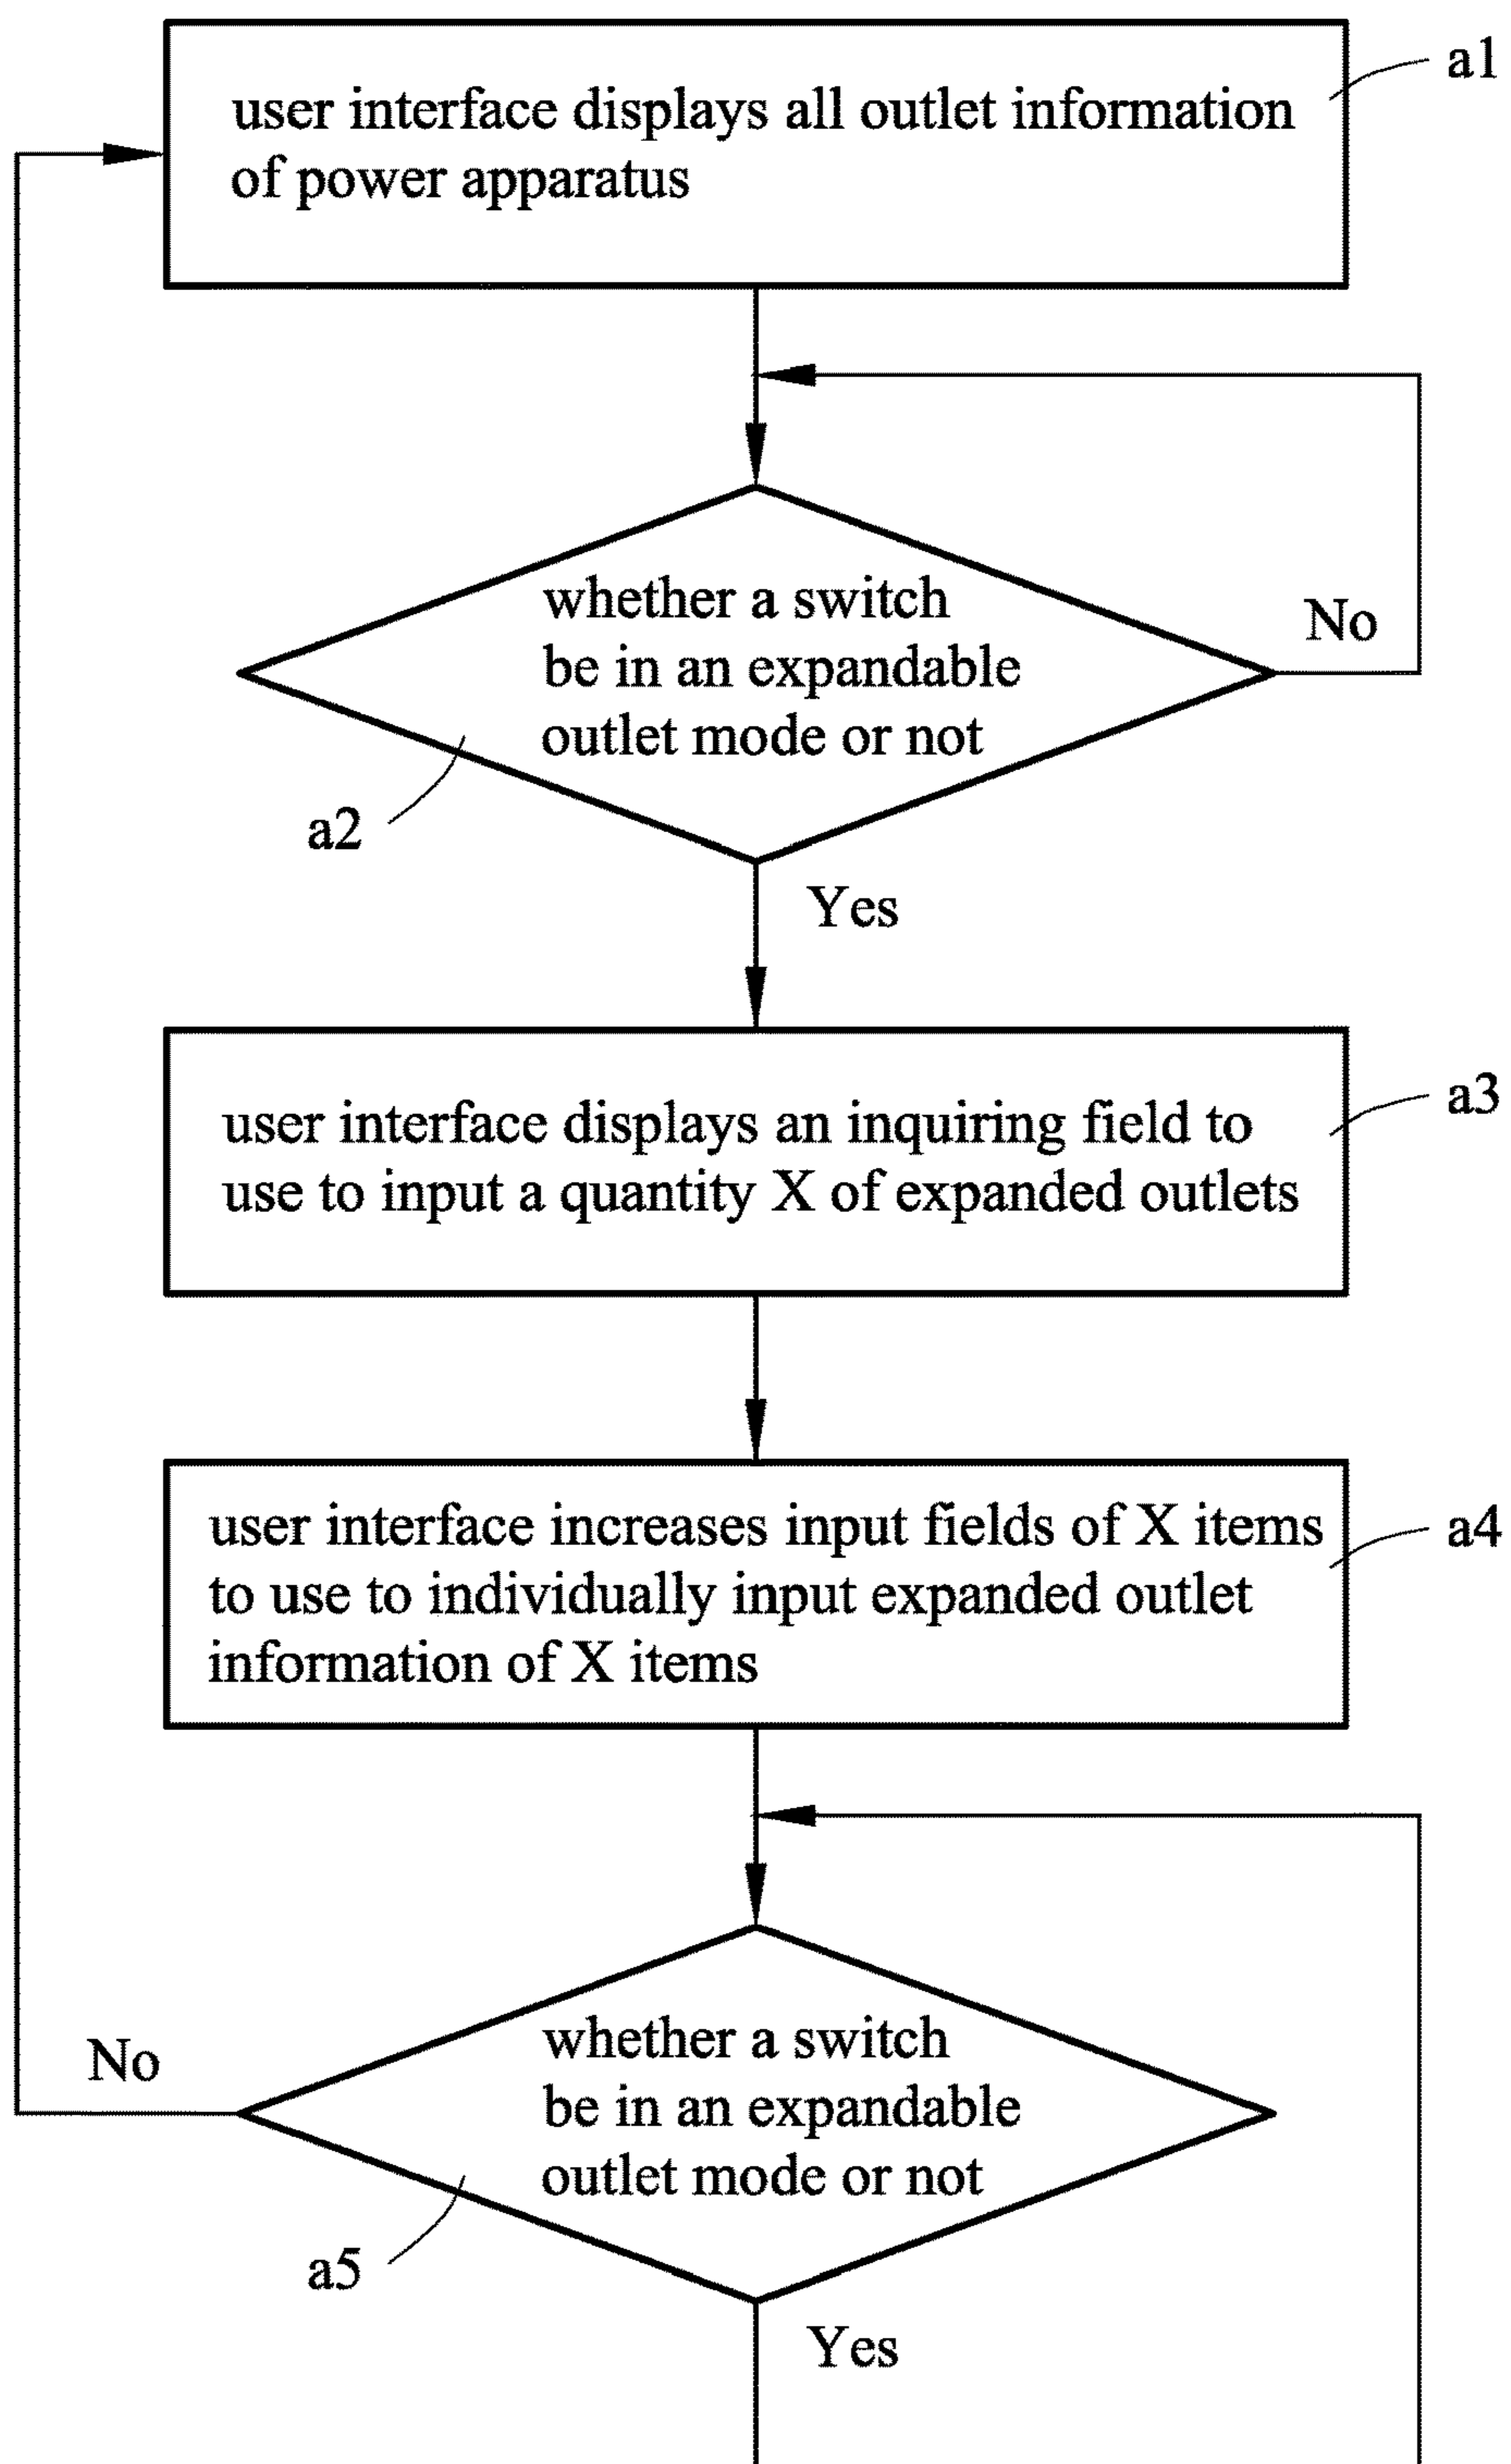 a1
user interface displays all outlet information
of power apparatus
whether a switch
be in an expandable
outlet mode or not
No
a2
Yes
user interface displays an inquiring field to
use to input a quantity X of expanded outlets
a3
user interface increases input fields of X items
to use to individually input expanded outlet
information of X items
a4
whether a switch
be in an expandable
outlet mode or not
No
a5
Yes